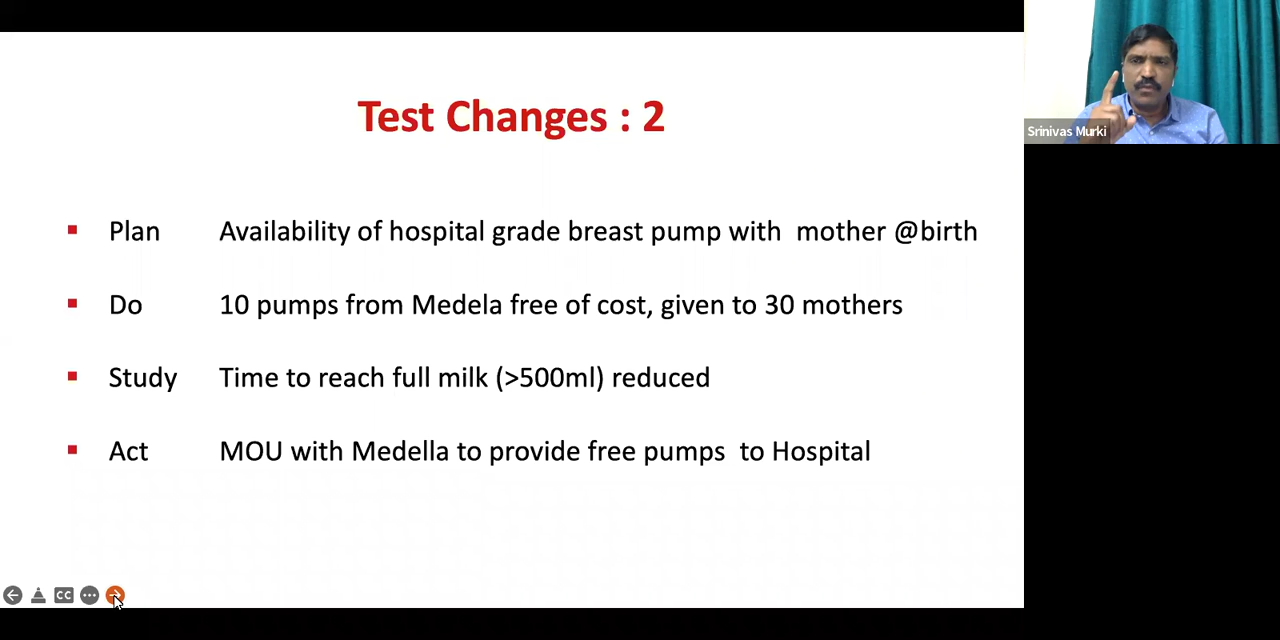 Test Changes : 2
Srinivas Murki
Plan Availability of hospital grade breast pump with mother @birth
Do 10 pumps from Medela free of cost, given to 30 mothers
Study Time to reach full milk (>500ml) reduced
Act MOU with Medella to provide free pumps to Hospital
CC